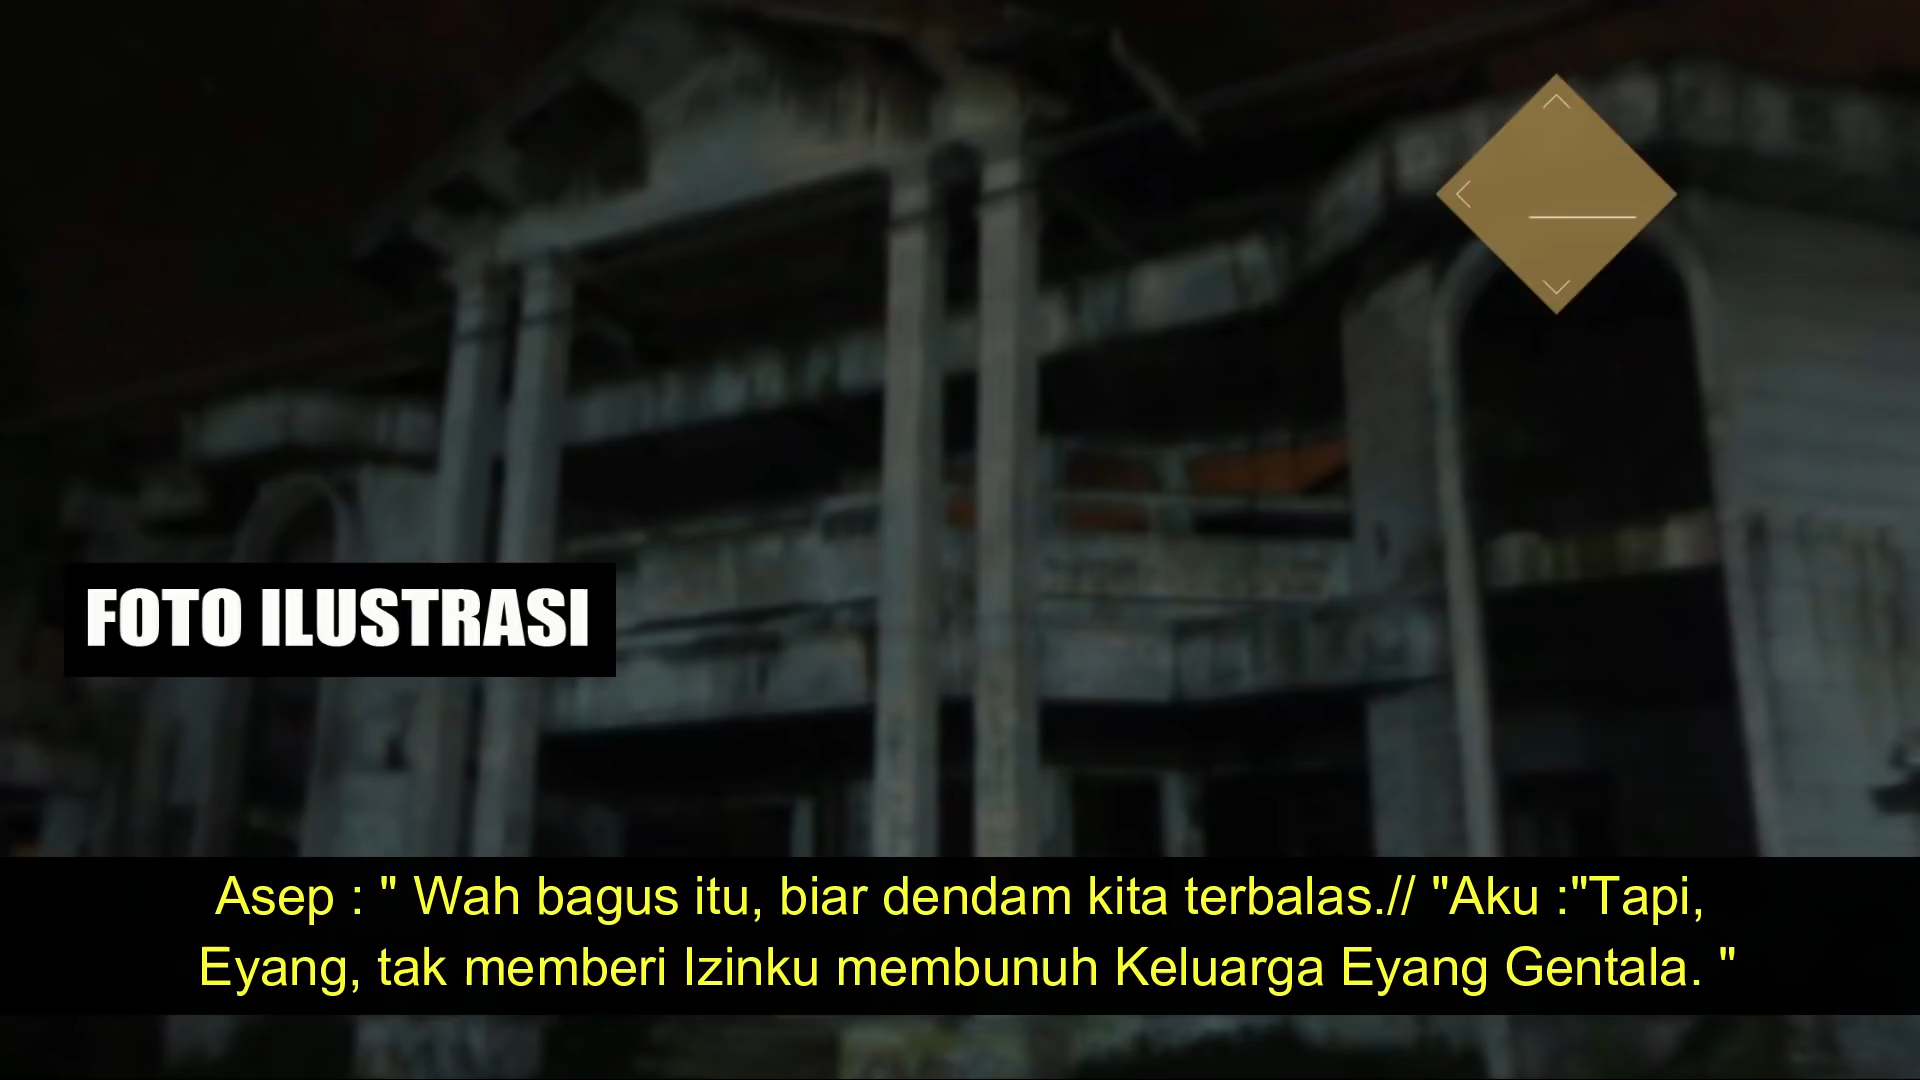 FOTO ILUSTRASI
Asep : " Wah bagus itu, biar dendam kita terbalas.// "Aku :"Tapi,
Eyang, tak memberi Izinku membunuh Keluarga Eyang Gentala. "